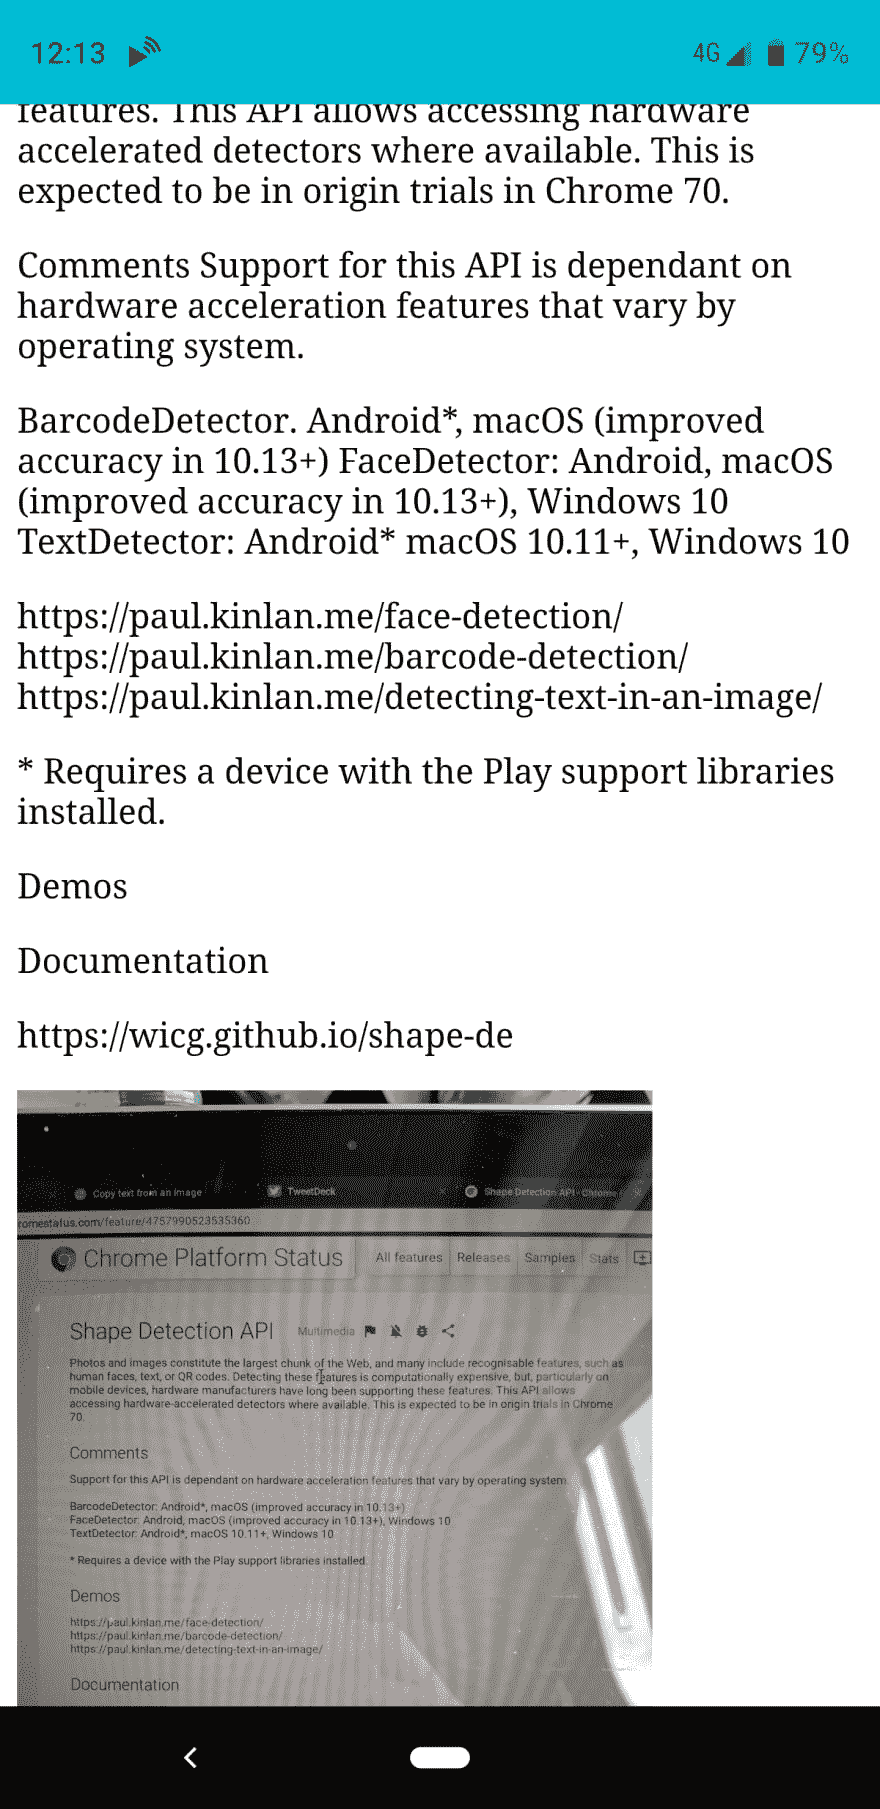 12:13
4G
79%
features. This API allows accessing hardware
accelerated detectors where available. This is
expected to be in origin trials in Chrome 70.
Comments Support for this API is dependant on
hardware acceleration features that vary by
operating system.
BarcodeDetector. Android*, macOS (improved
accuracy in 10.13+) FaceDetector: Android, macOS
(improved accuracy in 10.13+), Windows 10
TextDetector: Android* macOS 10.11+, Windows 10
https://paul.kinlan.me/face-detection/
https://paul.kinlan.me/barcode-detection/
https://paul.kinlan.me/detecting-text-in-an-image/
* Requires a device with the Play support libraries
installed.
Demos
Documentation
https://wicg.github.io/shape-de
Copy text from an image
TweetDeck
Shape Detection API - Chrome
romestatus.com/feature/4757990523535360
Chrome Platform Status
All features
Releases
Samples
Stats
Shape Detection API
Multimedia
Photos and images constitute the largest chunk of the Web, and many include recognisable features, such as
human faces, text, or QR codes. Detecting these features is computationally expensive, but, particularly on
mobile devices, hardware manufacturers have long been supporting these features. This API allows
accessing hardware-accelerated detectors where available. This is expected to be in origin trials in Chrome
70.
Comments
Support for this API is dependant on hardware acceleration features that vary by operating system.
BarcodeDetector: Android*, macOS (improved accuracy in 10.13+)
FaceDetector: Android, macOS (improved accuracy in 10.13+), Windows 10
TextDetector: Android*, macOS 10.11+, Windows 10
* Requires a device with the Play support libraries installed.
Demos
https://paul.kinlan.me/face-detection/
https://paul.kinlan.me/barcode-detection/
https://paul.kinlan.me/detecting-text-in-an-image/
Documentation